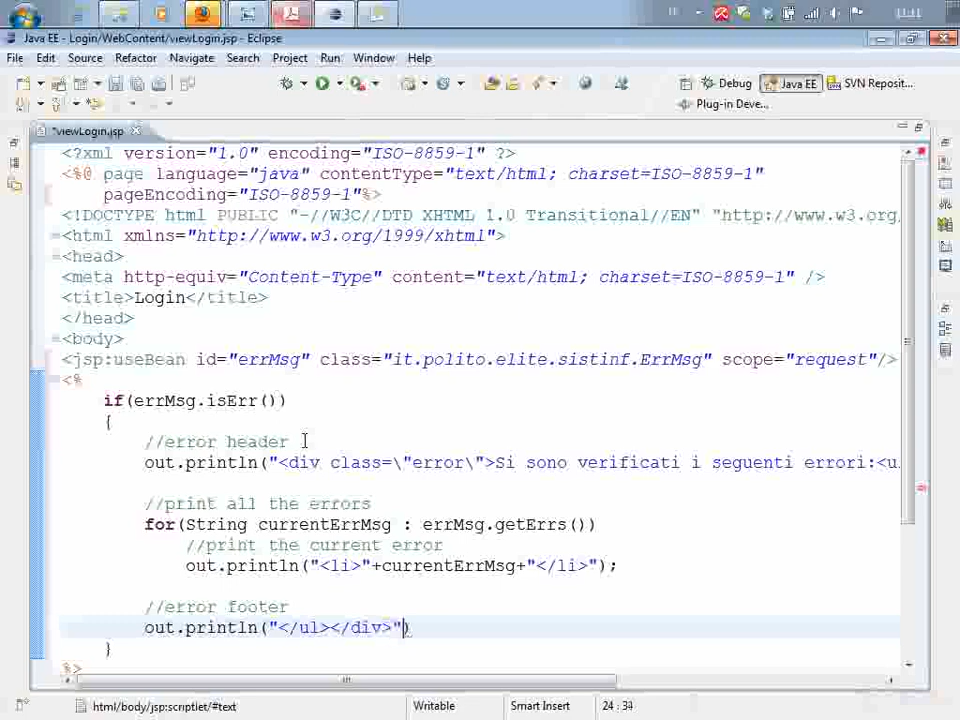 Java EE - Login/WebContent/viewLogin.jsp - Eclipse
File Edit Source Refactor Navigate Search Project Run Window Help
Debug Java EE SVN Reposit...
Plug-in Deve...
*viewLogin.jsp
<?xml version="1.0" encoding="ISO-8859-1" ?>
<%@ page language="java" contentType="text/html; charset=ISO-8859-1"
pageEncoding="ISO-8859-1"%>
<!DOCTYPE html PUBLIC "-//W3C//DTD XHTML 1.0 Transitional//EN" "http://www.w3.org,
<html xmlns="http://www.w3.org/1999/xhtml">
<head>
<meta http-equiv="Content-Type" content="text/html; charset=ISO-8859-1" />
<title>Login</title>
</head>
<body>
<jsp:useBean id="errMsg" class="it.polito.elite.sistinf.ErrMsg" scope="request"/>
<%
if(errMsg.isErr())
{
//error header
out.println("<div class=\"error\">Si sono verificati i seguenti errori:<u
//print all the errors
for(String currentErrMsg : errMsg.getErrs())
//print the current error
out.println("<li>"+currentErrMsg+"</li>");
//error footer
out.println("</ul></div>")
}
%>
html/body/jsp:scriptlet/#text Writable Smart Insert 24 : 34